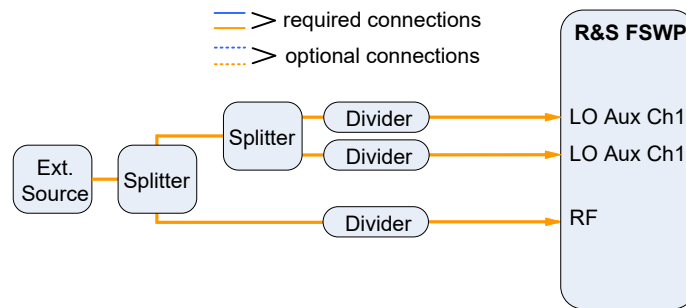 required connections
optional connections
R&S FSWP
Splitter
Divider
LO Aux Ch1
Divider
LO Aux Ch1
Ext.
Source
Splitter
Divider
RF